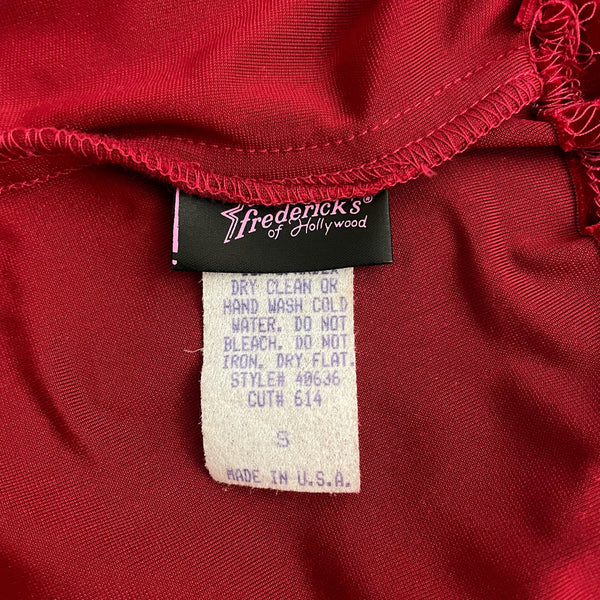 frederick's®
of Hollywood
DRY CLEAN OR
HAND WASH COLD
WATER. DO NOT
BLEACH. DO NOT
IRON. DRY FLAT.
STYLE# 40636
CUT# 614
S
MADE IN U.S.A.